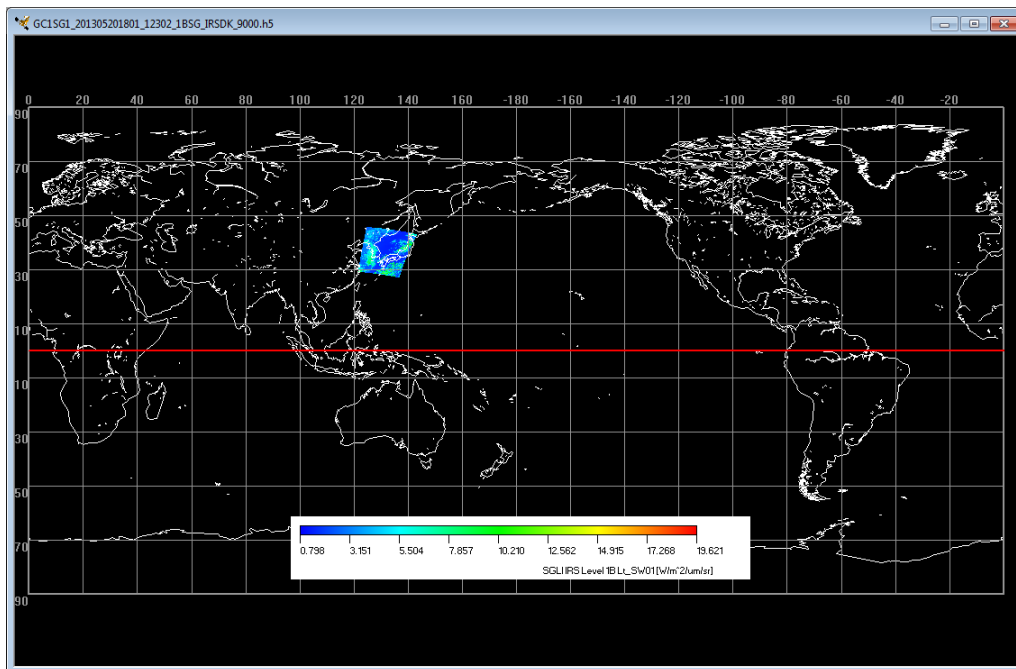 GC1SG1_201305201801_12302_1BSG_IRSDK_9000.h5
0 20 40 60 80 100 120 140 160 -180 -160 -140 -120 -100 -80 -60 -40 -20
90
70
50
30
10
10
30
50
70
90
0.798 3.151 5.504 7.857 10.210 12.562 14.915 17.268 19.621
SGLI IRS Level 1B Lt_SW01[W/m^2/um/sr]